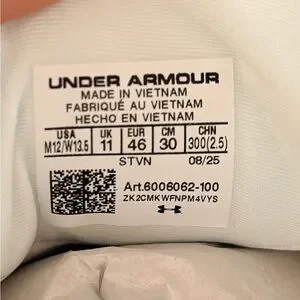 UNDER ARMOUR
MADE IN VIETNAM
FABRIQUÉ AU VIETNAM
HECHO EN VIETNAM
USA UK EUR CM CHN
M12/W13.5 11 46 30 300(2.5)
STVN 08/25
Art.6006062-100
ZK2CMKWFNPM4VYS